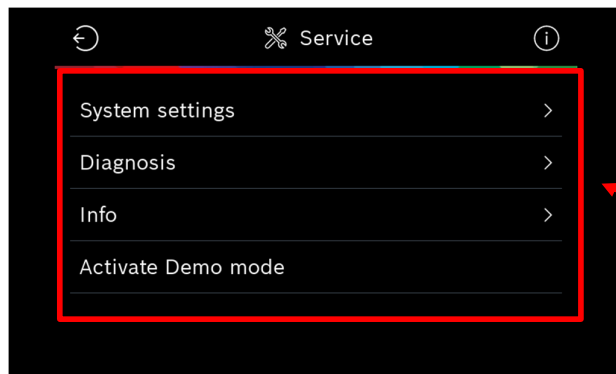 Service
System settings
Diagnosis
Info
Activate Demo mode